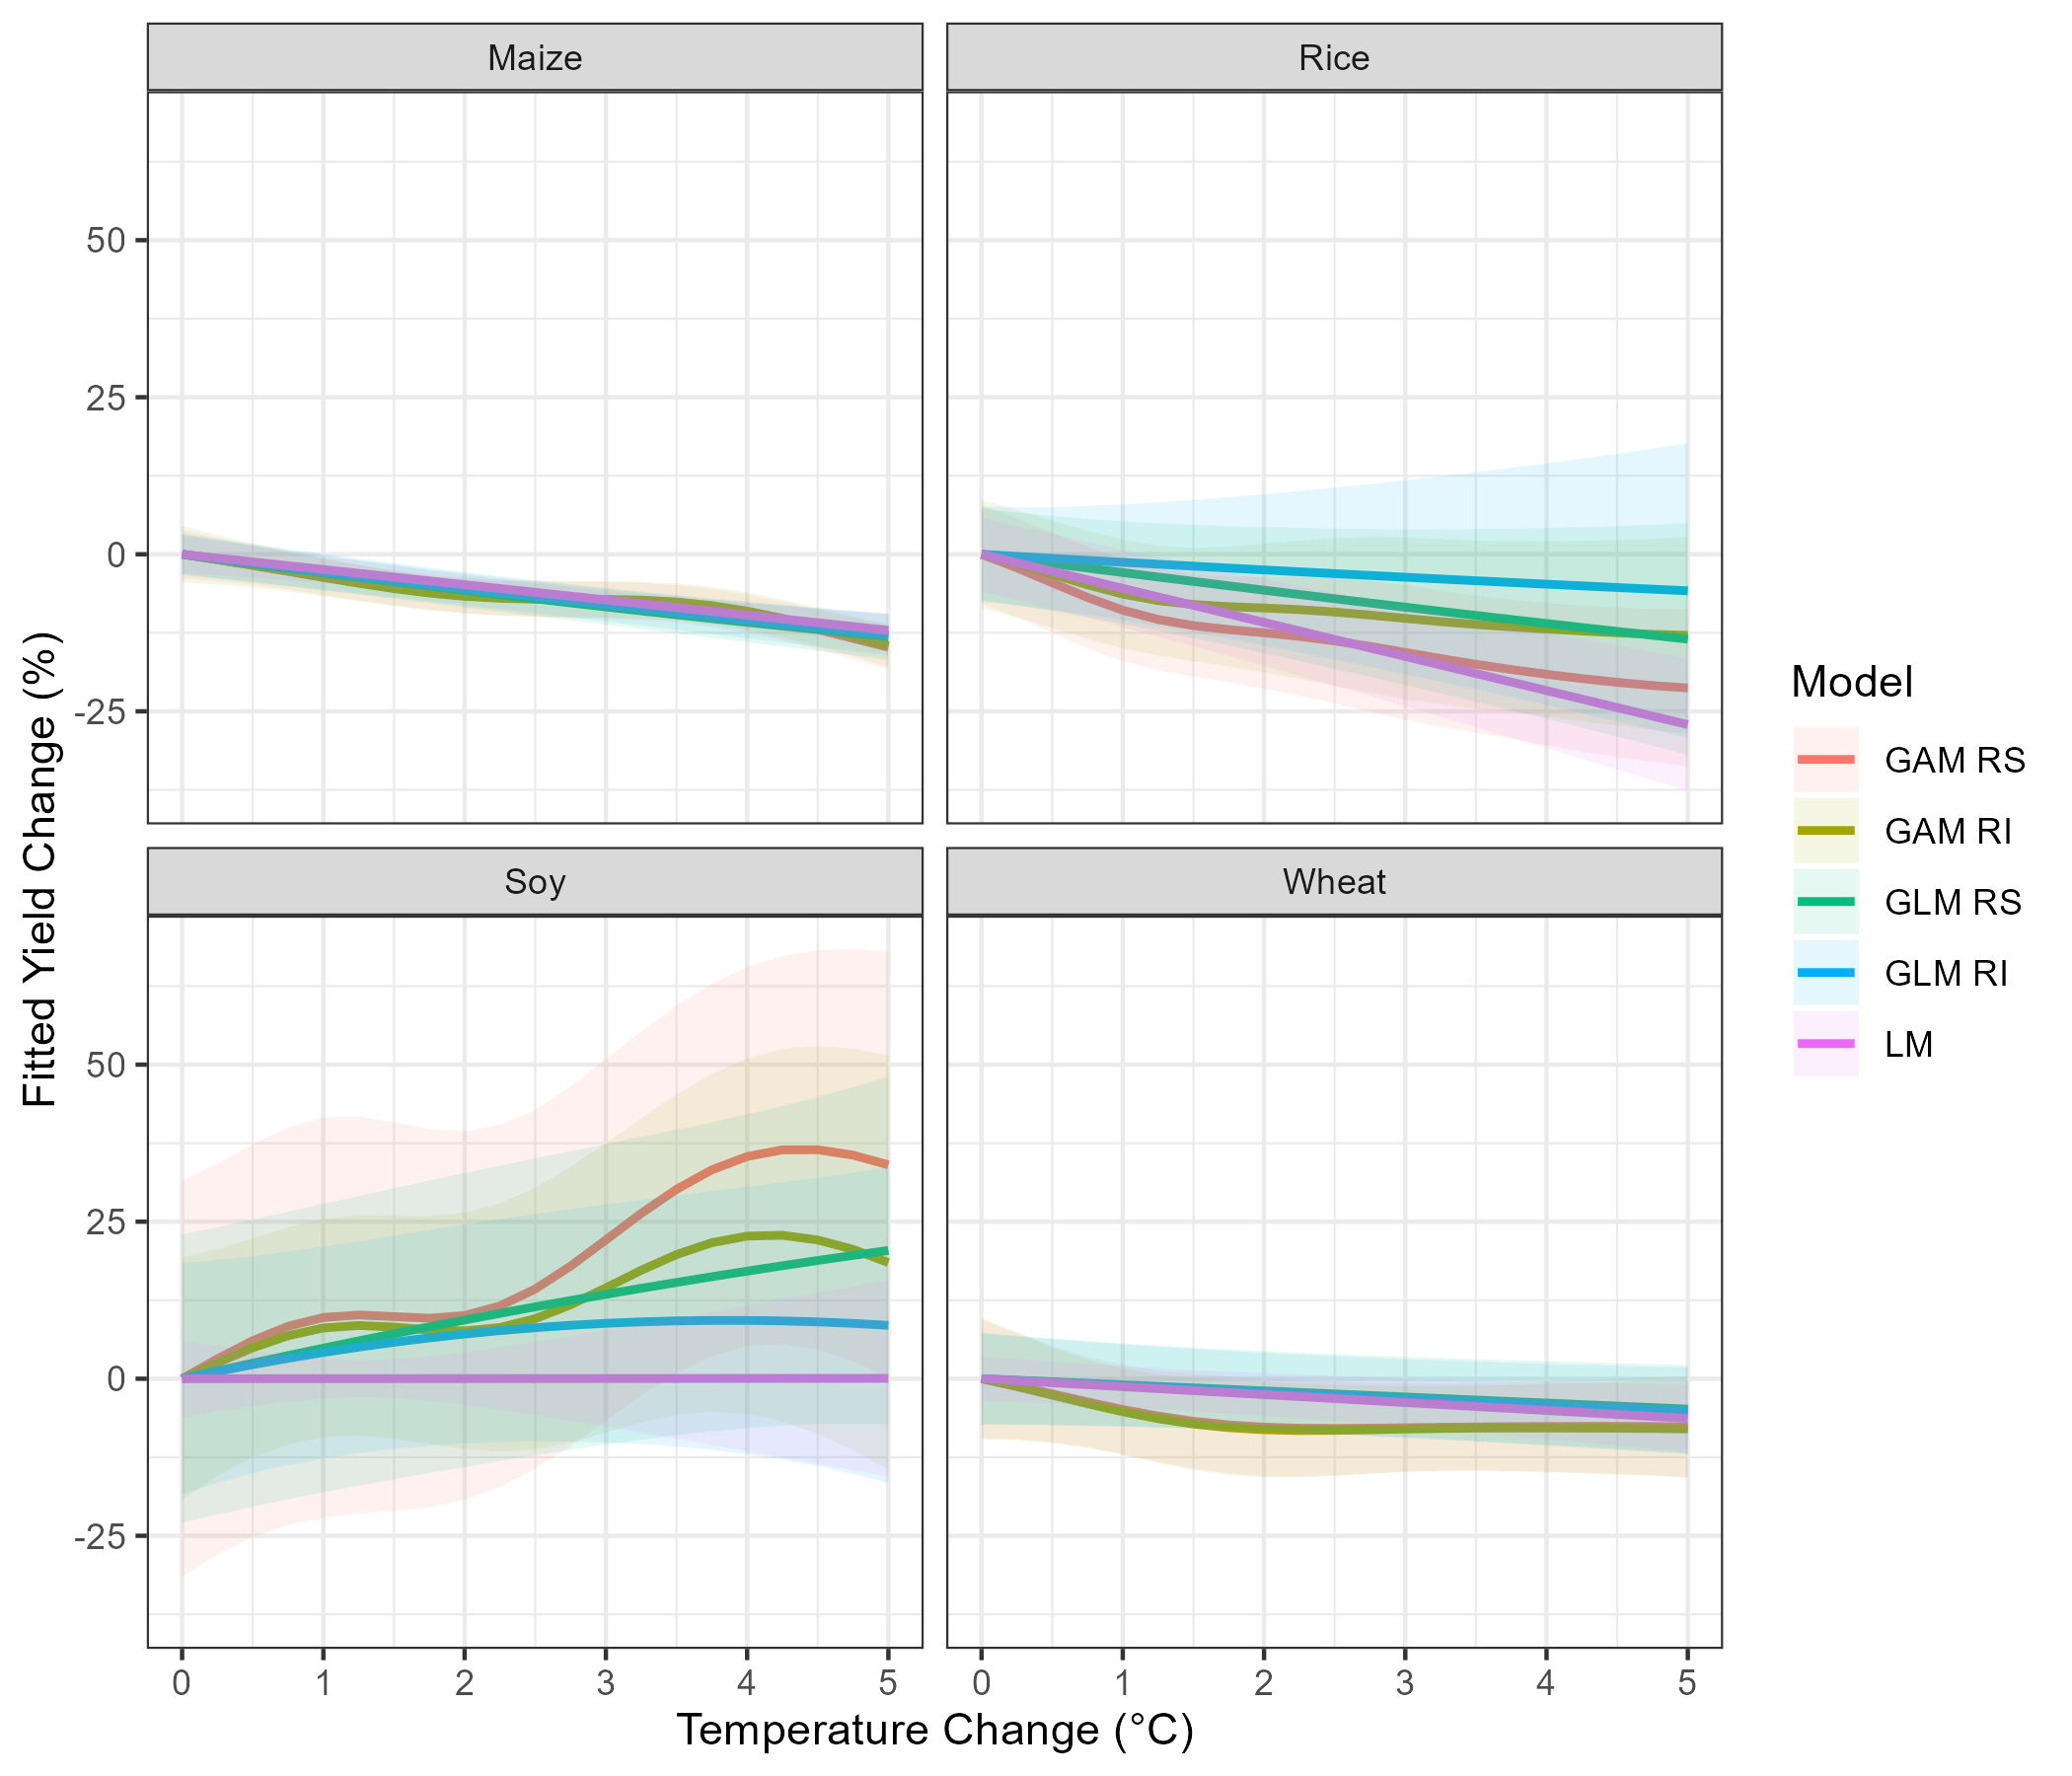 Maize
Rice
50
25
0
-25
Soy
Wheat
50
25
0
-25
0 1 2 3 4 5
0 1 2 3 4 5
Temperature Change (°C)
Fitted Yield Change (%)
Model
GAM RS
GAM RI
GLM RS
GLM RI
LM